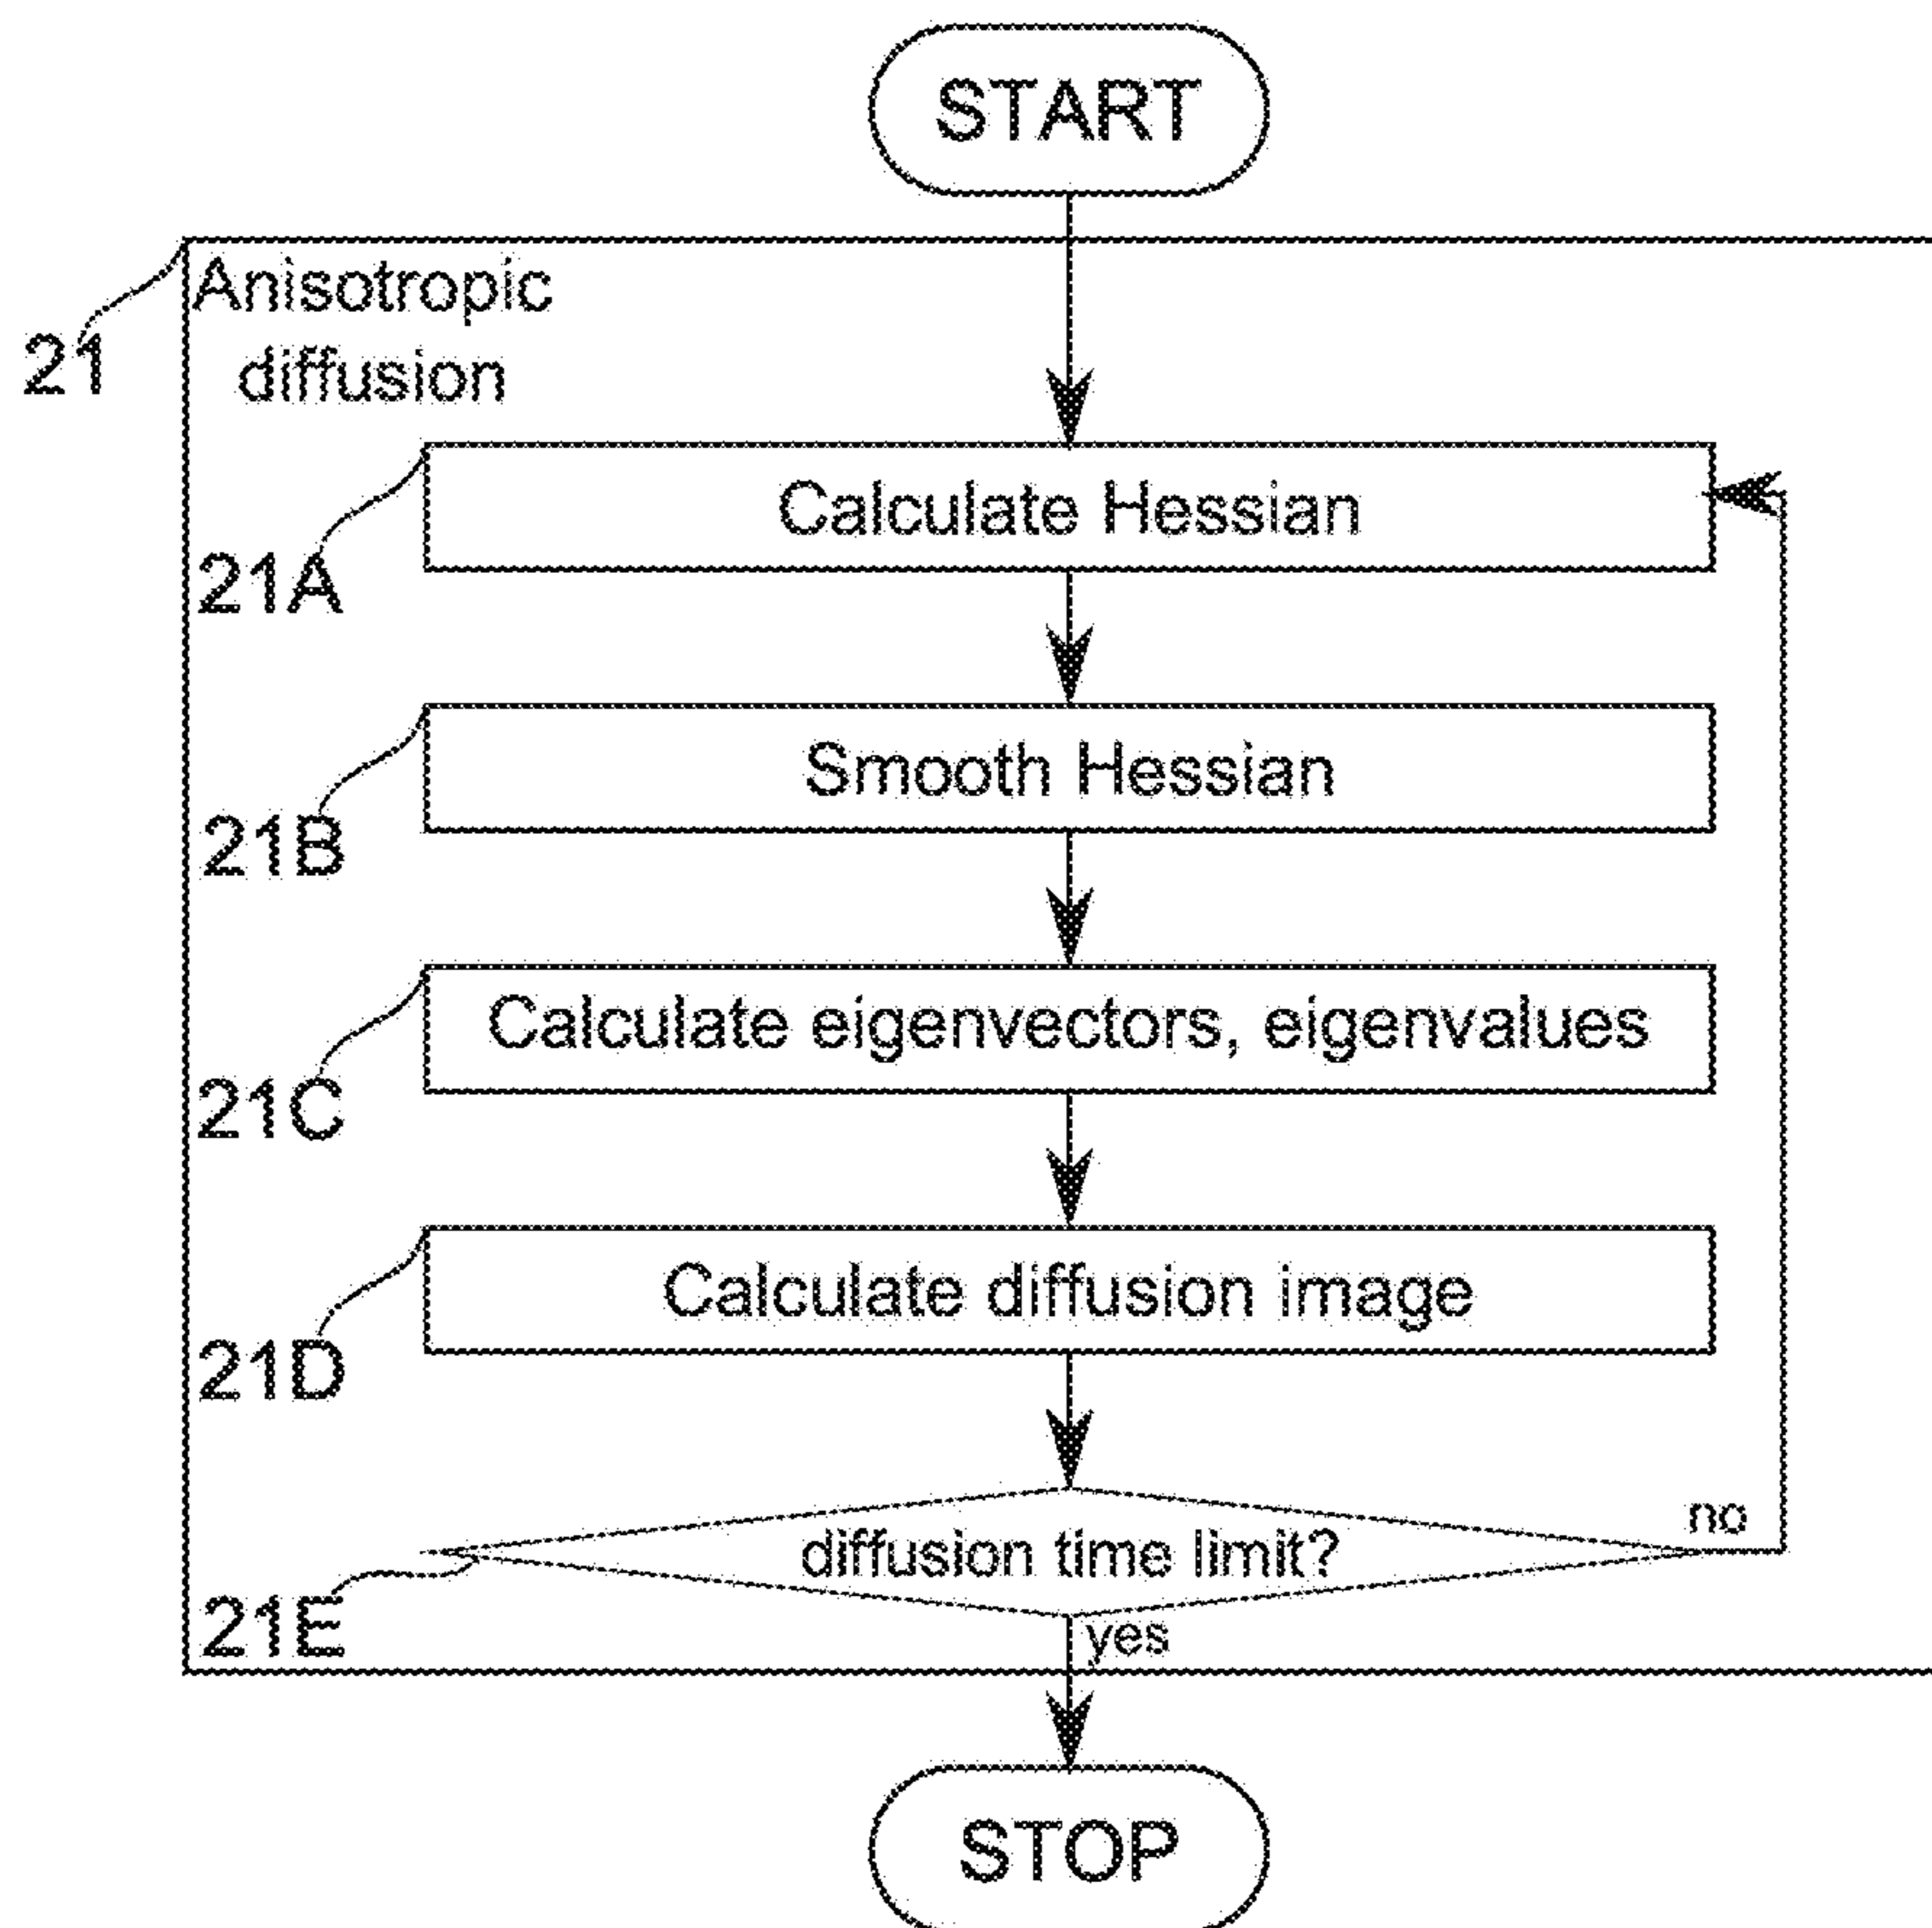 START
Anisotropic
diffusion
21
Calculate Hessian
21A
Smooth Hessian
21B
Calculate eigenvectors, eigenvalues
21C
Calculate diffusion image
21D
diffusion time limit?
no
21E
yes
STOP